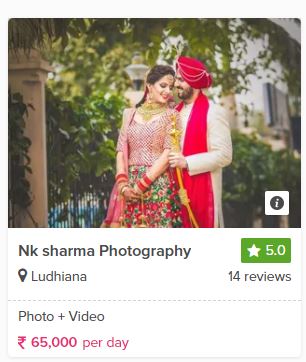 Nk sharma Photography ★ 5.0
Ludhiana 14 reviews
Photo + Video
₹ 65,000 per day